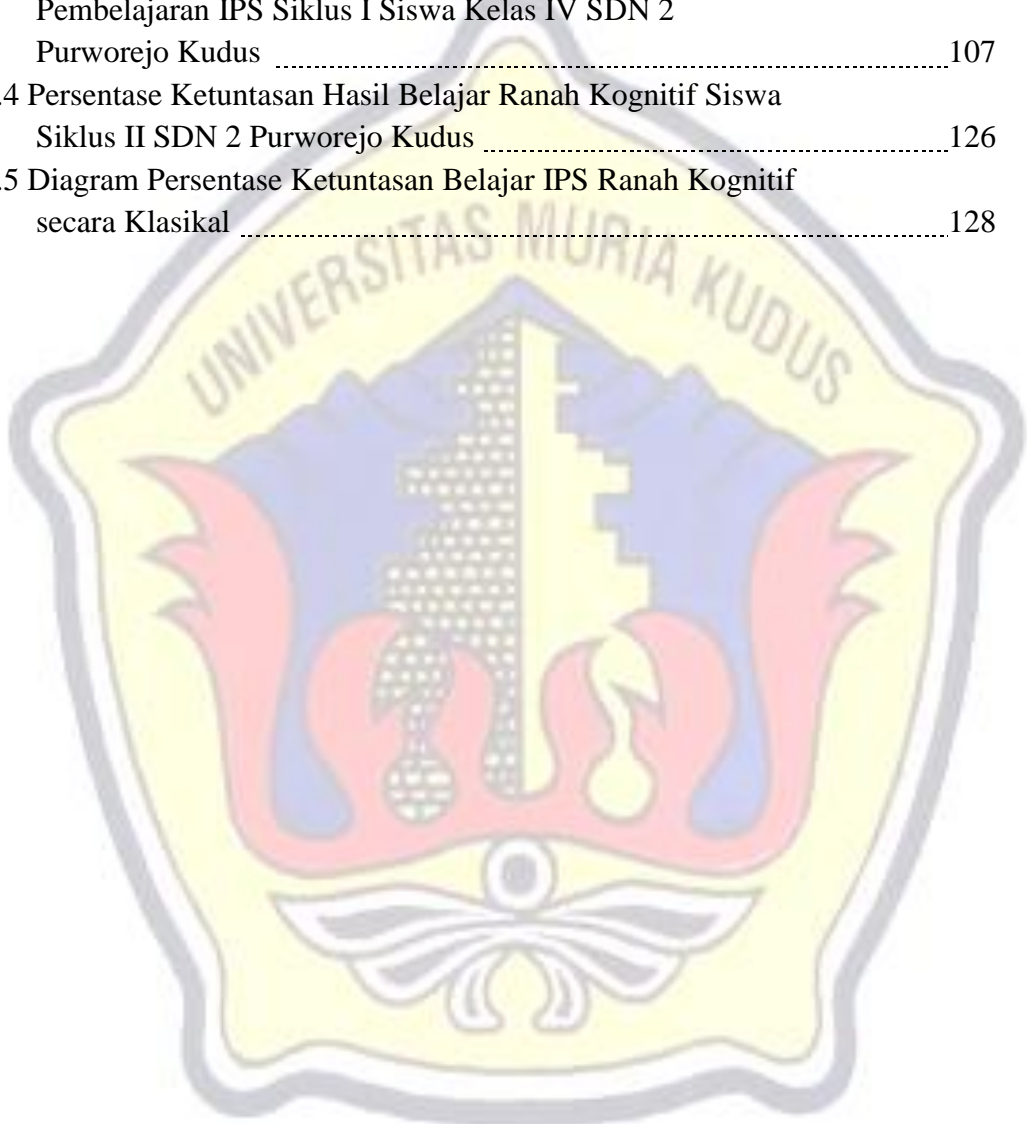 Pembelajaran IPS Siklus I Siswa Kelas IV SDN 2
Purworejo Kudus 107
.4 Persentase Ketuntasan Hasil Belajar Ranah Kognitif Siswa
Siklus II SDN 2 Purworejo Kudus 126
.5 Diagram Persentase Ketuntasan Belajar IPS Ranah Kognitif
secara Klasikal 128
UNIVERSITAS MURIA KUDUS